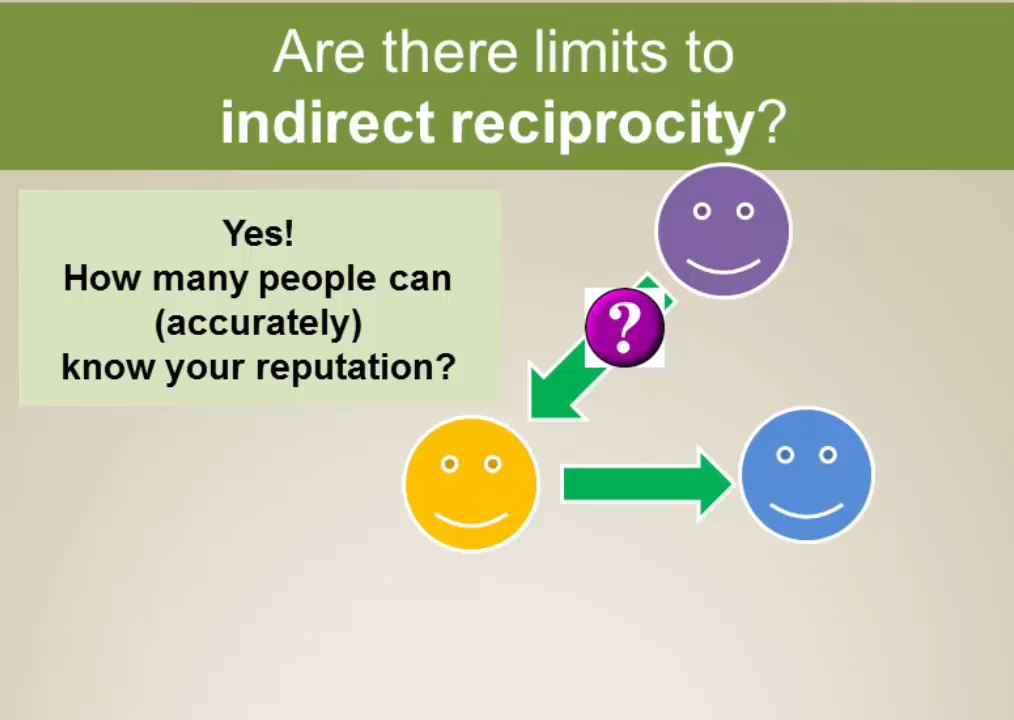 Are there limits to
indirect reciprocity?
Yes!
How many people can
(accurately)
know your reputation?
?